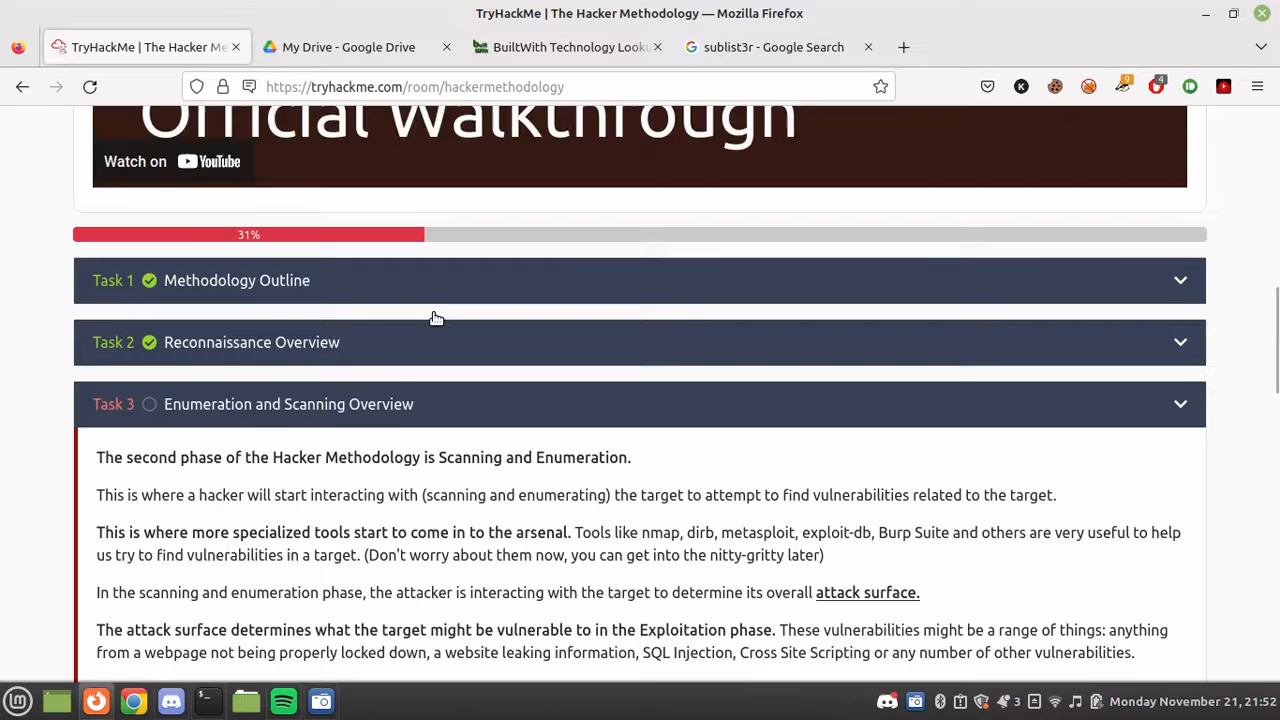 TryHackMe | The Hacker Methodology — Mozilla Firefox
TryHackMe | The Hacker Me
My Drive - Google Drive
BuiltWith Technology Looku
sublist3r - Google Search
https://tryhackme.com/room/hackermethodology
K
9
4
Official Walkthrough
Watch on YouTube
31%
Task 1 Methodology Outline
Task 2 Reconnaissance Overview
Task 3 Enumeration and Scanning Overview
The second phase of the Hacker Methodology is Scanning and Enumeration.
This is where a hacker will start interacting with (scanning and enumerating) the target to attempt to find vulnerabilities related to the target.
This is where more specialized tools start to come in to the arsenal. Tools like nmap, dirb, metasploit, exploit-db, Burp Suite and others are very useful to help
us try to find vulnerabilities in a target. (Don't worry about them now, you can get into the nitty-gritty later)
In the scanning and enumeration phase, the attacker is interacting with the target to determine its overall attack surface.
The attack surface determines what the target might be vulnerable to in the Exploitation phase. These vulnerabilities might be a range of things: anything
from a webpage not being properly locked down, a website leaking information, SQL Injection, Cross Site Scripting or any number of other vulnerabilities.
3
Monday November 21, 21:52